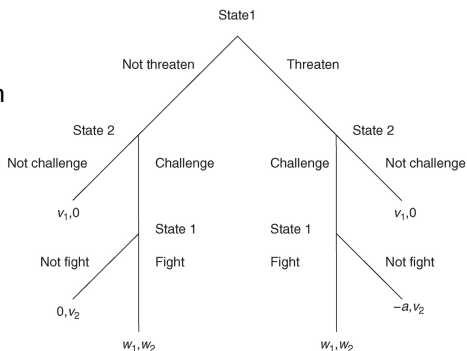 State1
Not threaten Threaten
n
State 2 State 2
Not challenge Challenge Challenge Not challenge
v1,0 v1,0
State 1 State 1
Not fight Fight Fight Not fight
0,v2 −a,v2
w1,w2 w1,w2